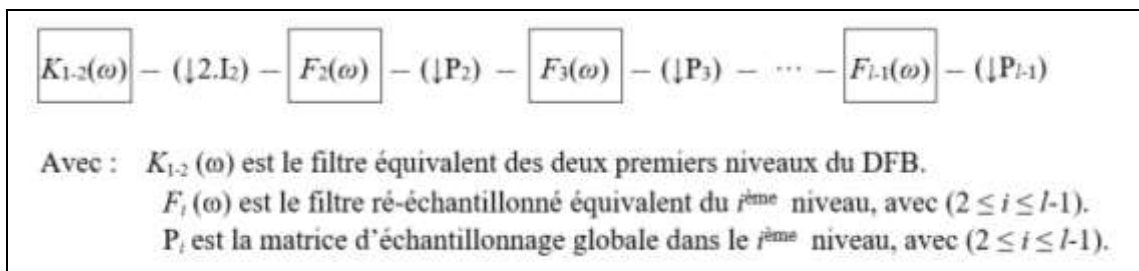 K₁₋₂(ω) – (↓2.I₂) – F₂(ω) – (↓P₂) – F₃(ω) – (↓P₃) – ⋯ – Fₗ₋₁(ω) – (↓Pₗ₋₁)
Avec : K₁₋₂ (ω) est le filtre équivalent des deux premiers niveaux du DFB.
Fᵢ (ω) est le filtre ré-échantillonné équivalent du iᵉᵐᵉ niveau, avec (2 ≤ i ≤ l-1).
Pᵢ est la matrice d’échantillonnage globale dans le iᵉᵐᵉ niveau, avec (2 ≤ i ≤ l-1).